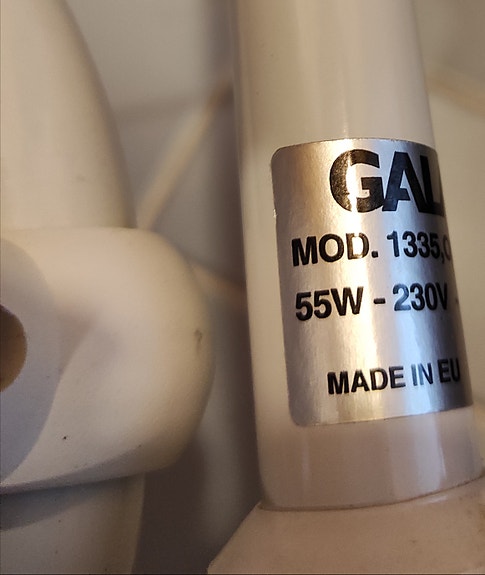 GAL
MOD. 1335,
55W - 230V -
MADE IN EU